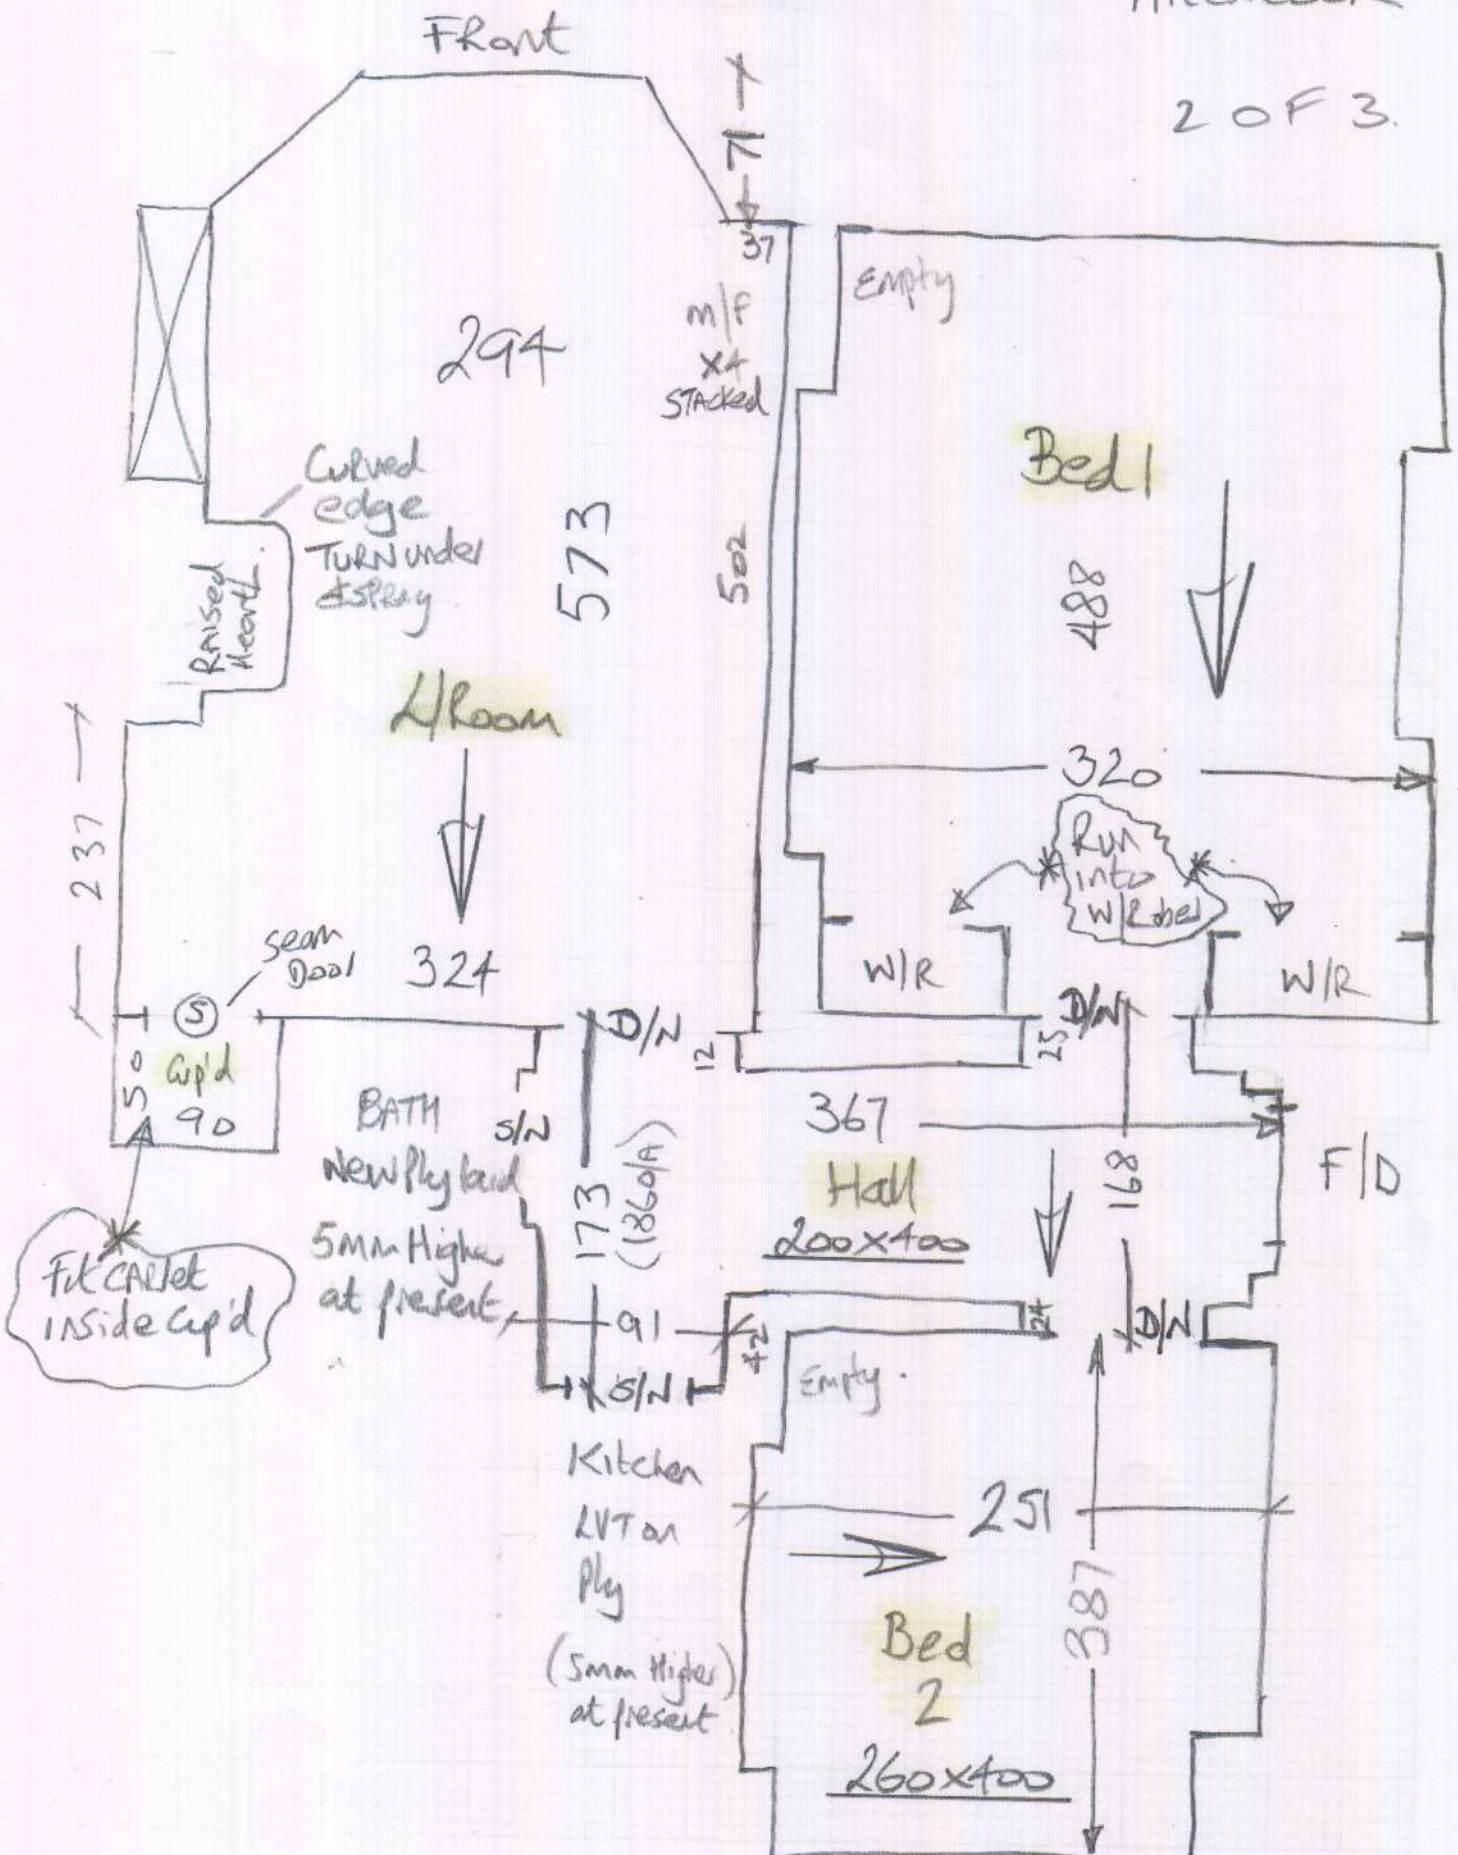 Front
2 OF 3.
71
37
Empty
m/F
x4
STACKed
294
Bed 1
Curved
edge
TURN under
& SPRAY
573
502
488
RAISED
Hearth
L/Room
320
237
Run
into
W/Robes
seam
Door
324
W/R
W/R
S
D/N
D/N
12
25
Cup'd
50
90
BATH
New Ply laid
5mm Higher
at present
S/N
367
173
(186 O/A)
Hall
200x400
168
F/D
Fit CARPet
inside Cup'd
91
42
24
D/N
S/N
Empty.
Kitchen
LVT on
Ply
(5mm Higher)
at present
251
387
Bed
2
260x400